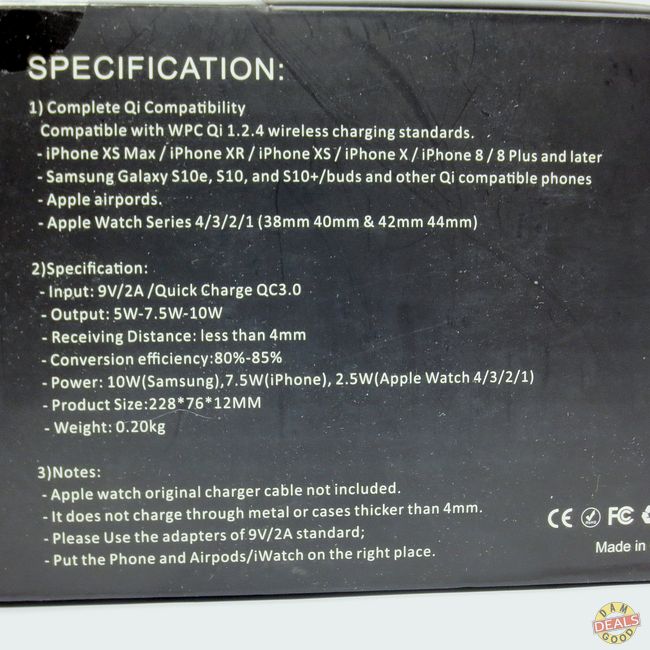 SPECIFICATION:
1) Complete Qi Compatibility
Compatible with WPC Qi 1.2.4 wireless charging standards.
- iPhone XS Max / iPhone XR / iPhone XS / iPhone X / iPhone 8 / 8 Plus and later
- Samsung Galaxy S10e, S10, and S10+/buds and other Qi compatible phones
- Apple airpords.
- Apple Watch Series 4/3/2/1 (38mm 40mm & 42mm 44mm)
2)Specification:
- Input: 9V/2A /Quick Charge QC3.0
- Output: 5W-7.5W-10W
- Receiving Distance: less than 4mm
- Conversion efficiency:80%-85%
- Power: 10W(Samsung),7.5W(iPhone), 2.5W(Apple Watch 4/3/2/1)
- Product Size:228*76*12MM
- Weight: 0.20kg
3)Notes:
- Apple watch original charger cable not included.
- It does not charge through metal or cases thicker than 4mm.
- Please Use the adapters of 9V/2A standard;
- Put the Phone and Airpods/iWatch on the right place.
CE FC
Made in
DAM
DEALS
GOOD